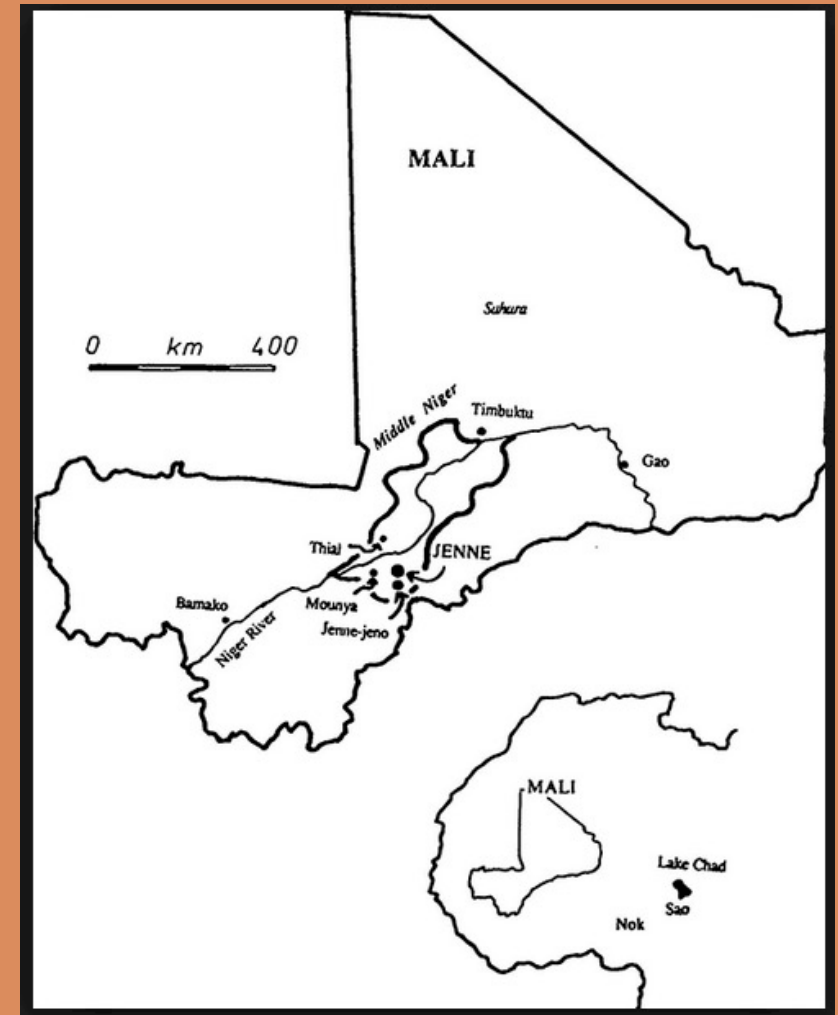 MALI
Suhura
0 km 400
Middle Niger
Timbuktu
Gao
Thial
JENNE
Bamako
Mounya
Jenne-jeno
Niger River
MALI
Lake Chad
Sao
Nok